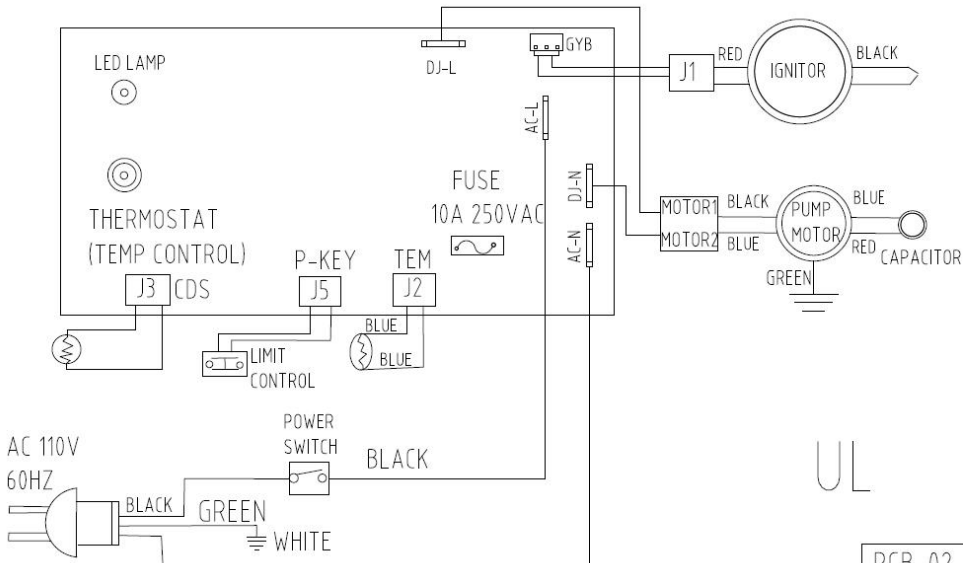 LED LAMP
DJ-L
GYB
J1
RED
IGNITOR
BLACK
AC-L
THERMOSTAT
(TEMP CONTROL)
FUSE
10A 250VAC
DJ-N
AC-N
MOTOR1
MOTOR2
BLACK
BLUE
PUMP
MOTOR
BLUE
RED
CAPACITOR
GREEN
J3
CDS
P-KEY
J5
TEM
J2
BLUE
BLUE
LIMIT
CONTROL
AC 110V
60HZ
POWER
SWITCH
BLACK
BLACK
GREEN
WHITE
UL
PCB 02